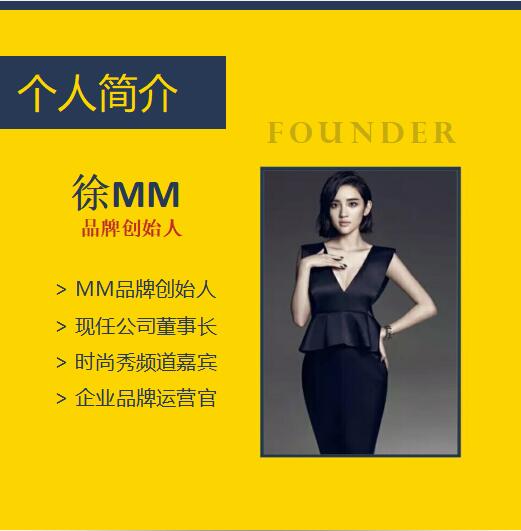 个人简介
FOUNDER
徐MM
品牌创始人
> MM品牌创始人
> 现任公司董事长
> 时尚秀频道嘉宾
> 企业品牌运营官